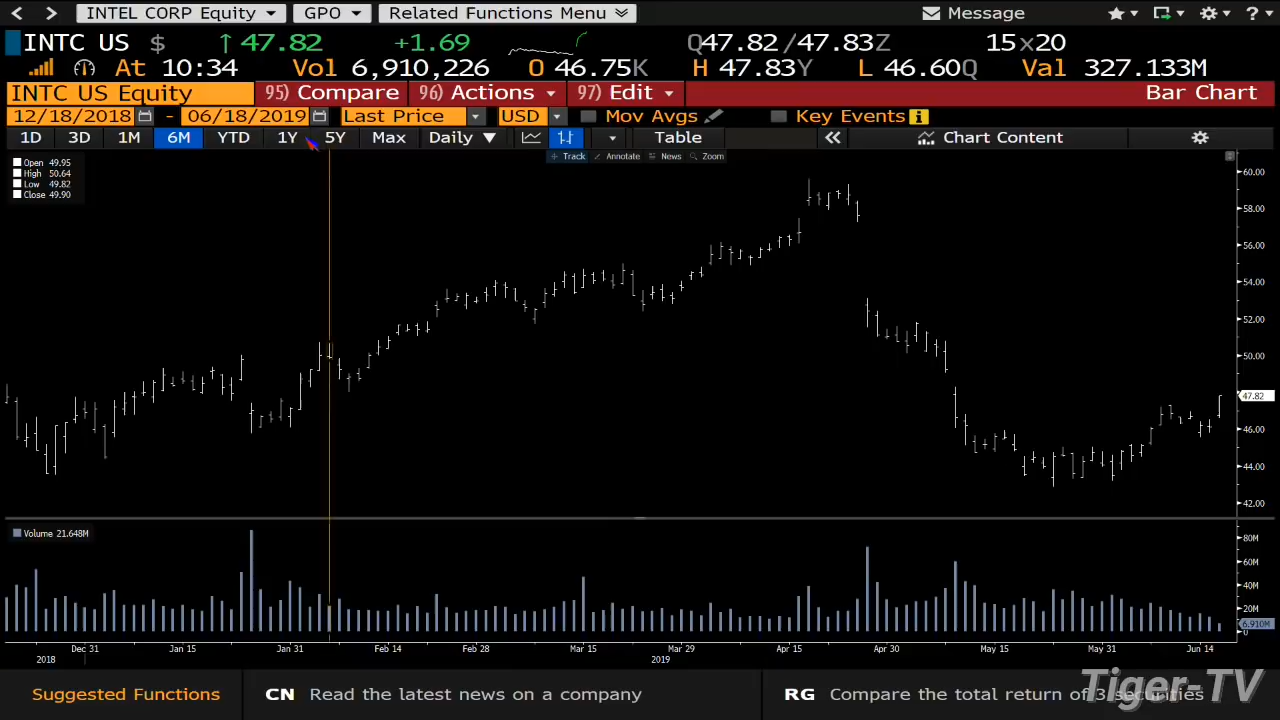 INTEL CORP Equity GPO Related Functions Menu Message ?
INTC US $ ↑47.82 +1.69 Q47.82/47.83Z 15x20
At 10:34 Vol 6,910,226 O 46.75K H 47.83Y L 46.60Q Val 327.133M
INTC US Equity 95) Compare 96) Actions 97) Edit Bar Chart
12/18/2018 - 06/18/2019 Last Price USD Mov Avgs Key Events i
1D 3D 1M 6M YTD 1Y 5Y Max Daily ▼ Table « Chart Content
Track Annotate News Zoom
Open 49.95
High 50.64
Low 49.82
Close 49.90
60.00
58.00
56.00
54.00
52.00
50.00
47.82
46.00
44.00
42.00
Volume 21.648M
80M
60M
40M
20M
6.910M
0
Dec 31 Jan 15 Jan 31 Feb 14 Feb 28 Mar 15 Mar 29 Apr 15 Apr 30 May 15 May 31 Jun 14
2018 2019
Suggested Functions CN Read the latest news on a company RG Compare the total return of 3 securities
Tiger-TV